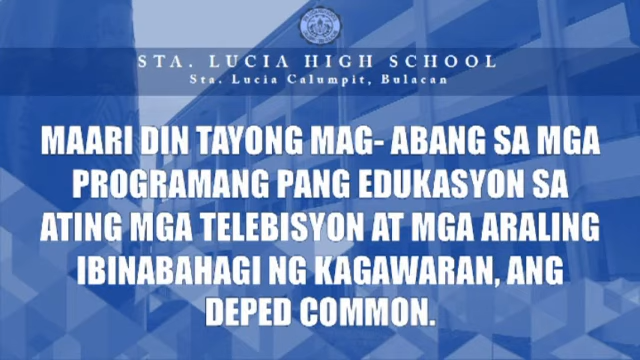 STA. LUCIA HIGH SCHOOL
Sta. Lucia Calumpit, Bulacan
MAARI DIN TAYONG MAG- ABANG SA MGA
PROGRAMANG PANG EDUKASYON SA
ATING MGA TELEBISYON AT MGA ARALING
IBINABAHAGI NG KAGAWARAN, ANG
DEPED COMMON.